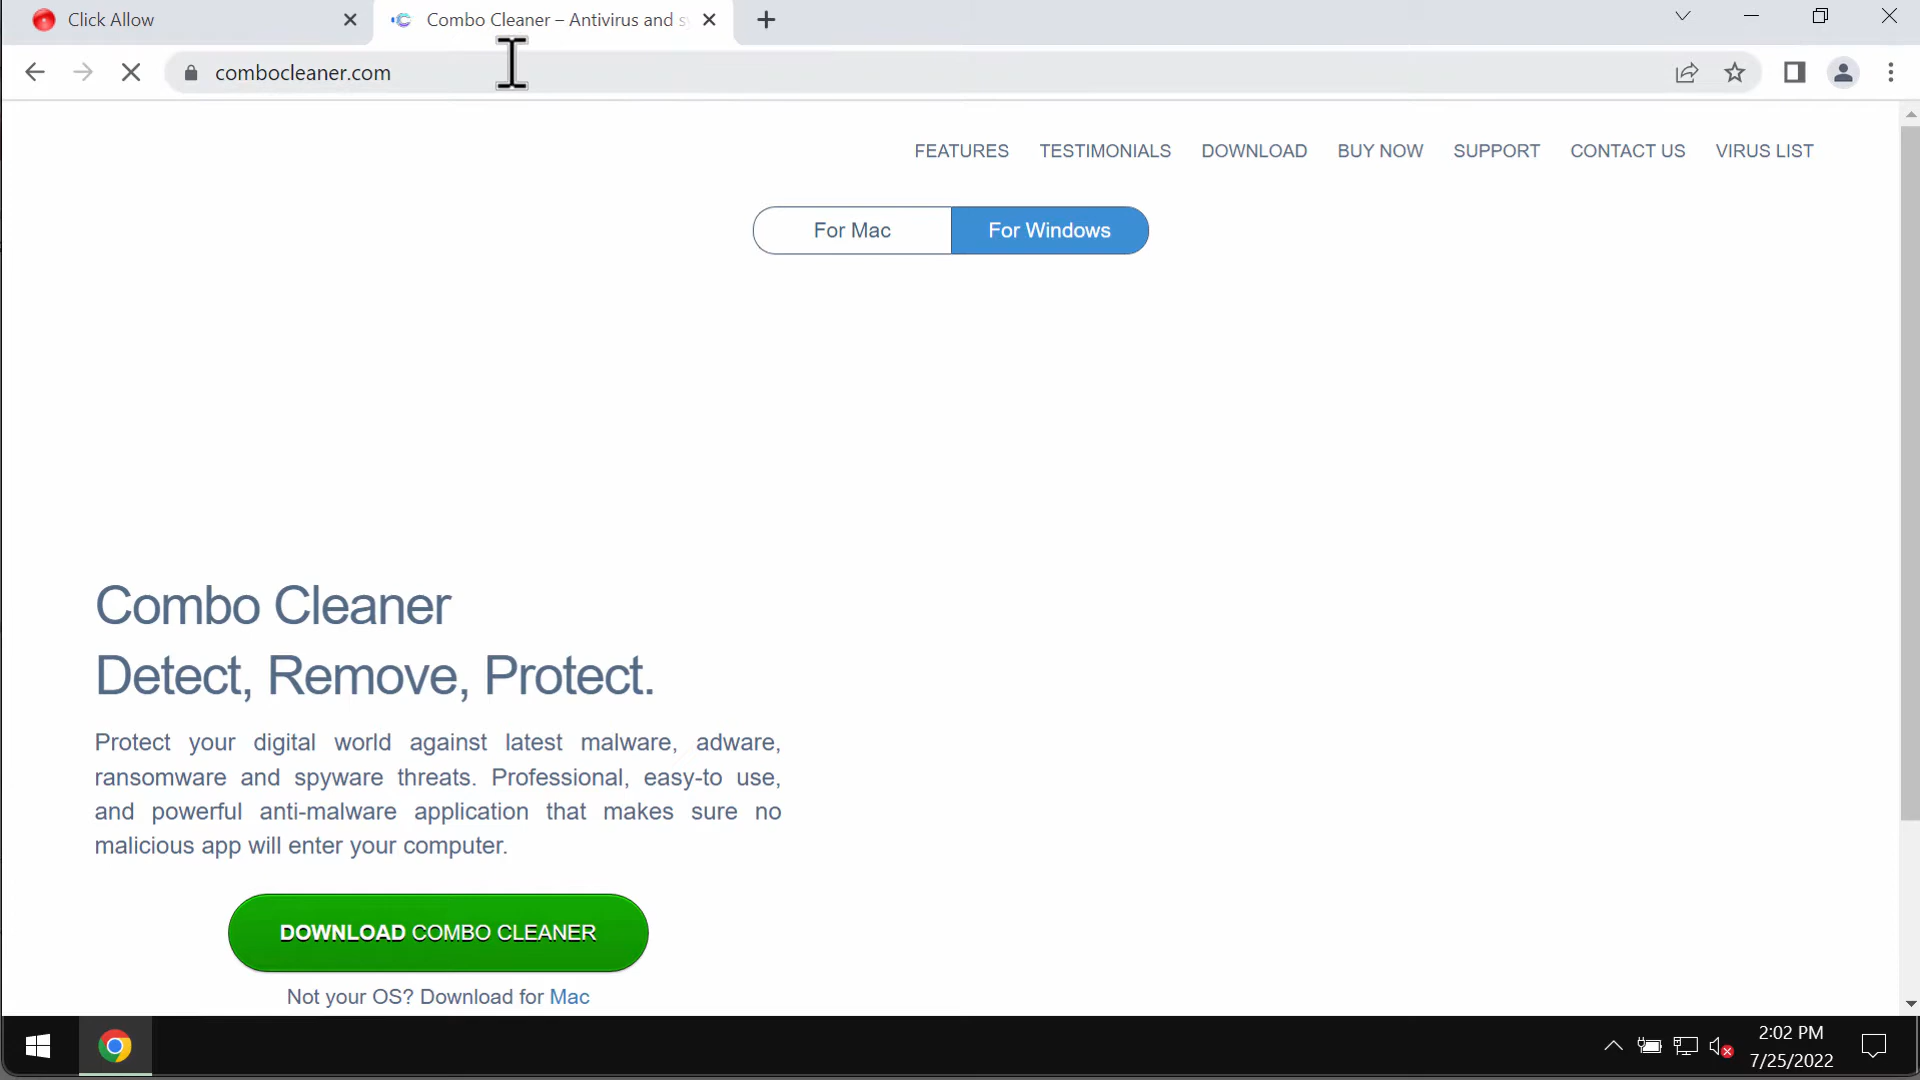 Click Allow
Combo Cleaner – Antivirus and s
combocleaner.com
FEATURES TESTIMONIALS DOWNLOAD BUY NOW SUPPORT CONTACT US VIRUS LIST
For Mac For Windows
Combo Cleaner
Detect, Remove, Protect.
Protect your digital world against latest malware, adware,
ransomware and spyware threats. Professional, easy-to use,
and powerful anti-malware application that makes sure no
malicious app will enter your computer.
DOWNLOAD COMBO CLEANER
Not your OS? Download for Mac
2:02 PM
7/25/2022